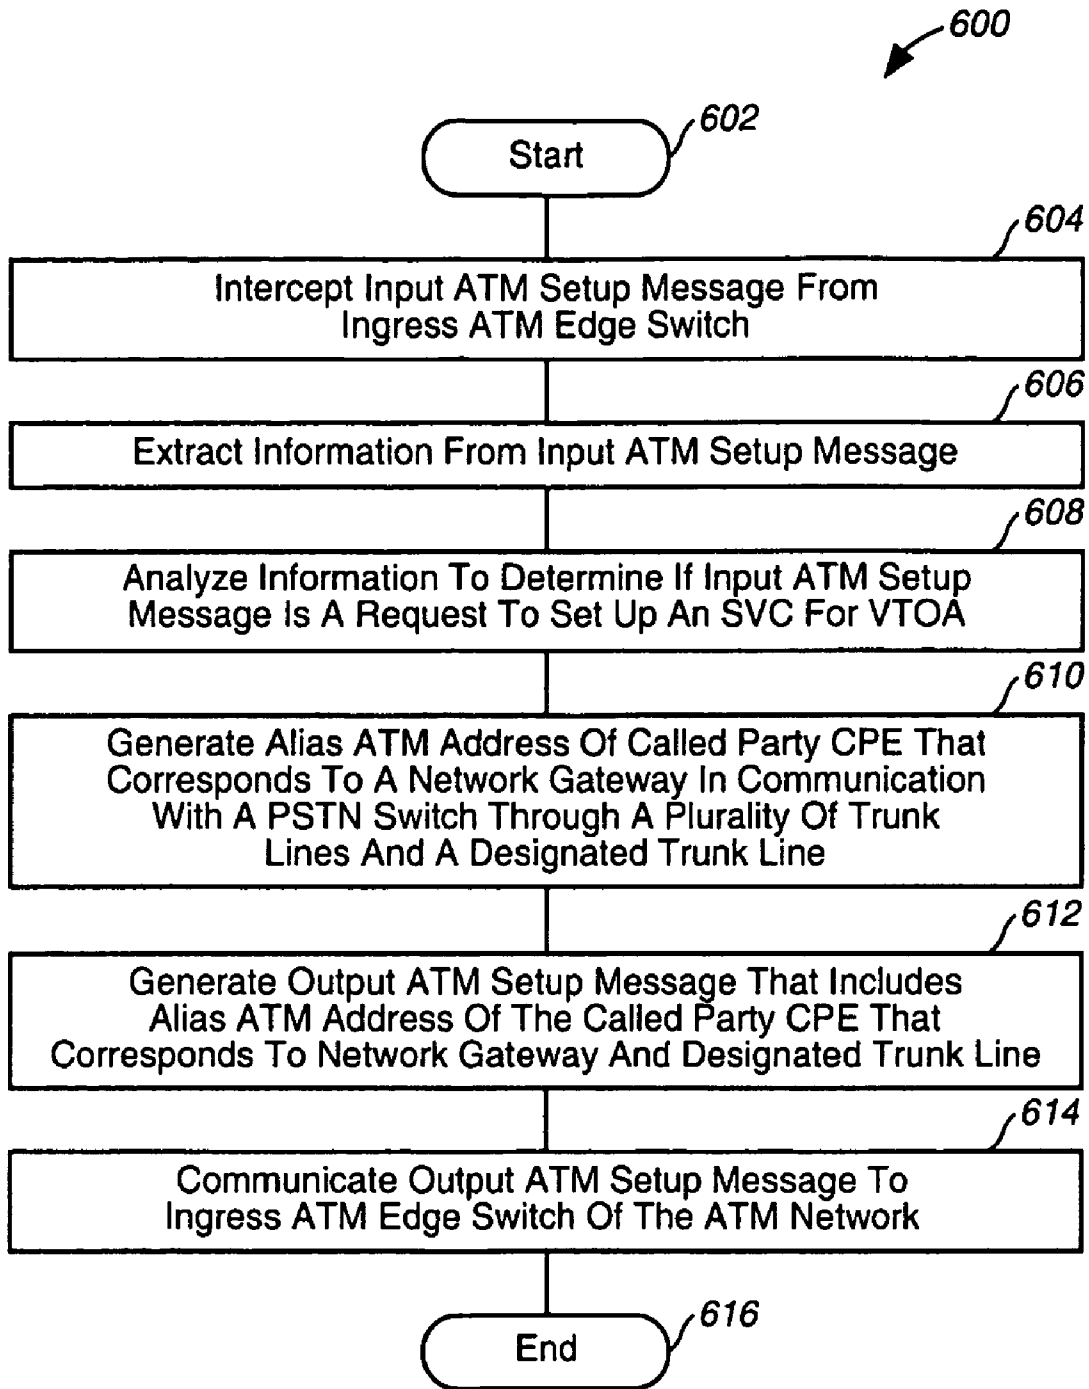 600
602
Start
604
Intercept Input ATM Setup Message From
Ingress ATM Edge Switch
606
Extract Information From Input ATM Setup Message
608
Analyze Information To Determine If Input ATM Setup
Message Is A Request To Set Up An SVC For VTOA
610
Generate Alias ATM Address Of Called Party CPE That
Corresponds To A Network Gateway In Communication
With A PSTN Switch Through A Plurality Of Trunk
Lines And A Designated Trunk Line
612
Generate Output ATM Setup Message That Includes
Alias ATM Address Of The Called Party CPE That
Corresponds To Network Gateway And Designated Trunk Line
614
Communicate Output ATM Setup Message To
Ingress ATM Edge Switch Of The ATM Network
616
End